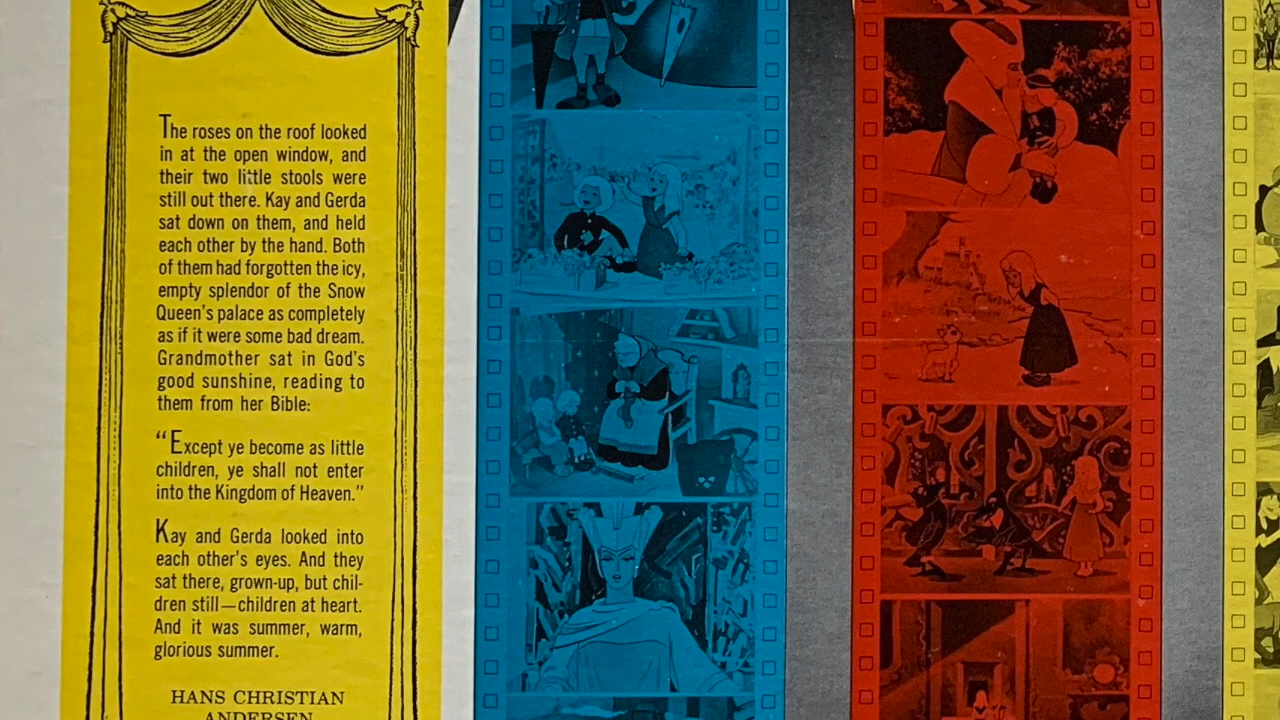 The roses on the roof looked
in at the open window, and
their two little stools were
still out there. Kay and Gerda
sat down on them, and held
each other by the hand. Both
of them had forgotten the icy,
empty splendor of the Snow
Queen's palace as completely
as if it were some bad dream.
Grandmother sat in God's
good sunshine, reading to
them from her Bible:
"Except ye become as little
children, ye shall not enter
into the Kingdom of Heaven."
Kay and Gerda looked into
each other's eyes. And they
sat there, grown-up, but chil-
dren still—children at heart.
And it was summer, warm,
glorious summer.
HANS CHRISTIAN
ANDERSEN